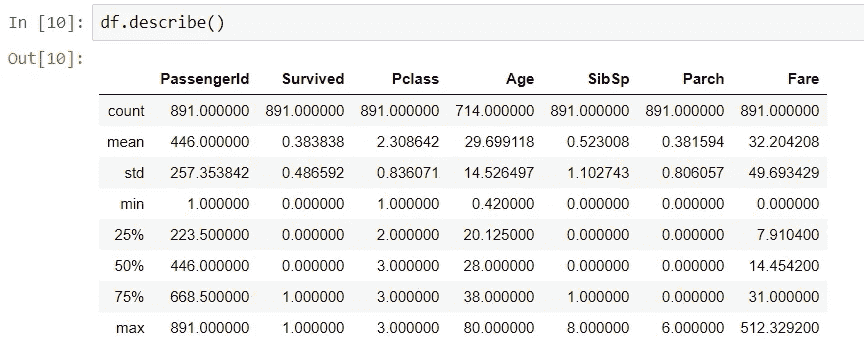 In [10]: df.describe()
Out[10]:
PassengerId Survived Pclass Age SibSp Parch Fare
count 891.000000 891.000000 891.000000 714.000000 891.000000 891.000000 891.000000
mean 446.000000 0.383838 2.308642 29.699118 0.523008 0.381594 32.204208
std 257.353842 0.486592 0.836071 14.526497 1.102743 0.806057 49.693429
min 1.000000 0.000000 1.000000 0.420000 0.000000 0.000000 0.000000
25% 223.500000 0.000000 2.000000 20.125000 0.000000 0.000000 7.910400
50% 446.000000 0.000000 3.000000 28.000000 0.000000 0.000000 14.454200
75% 668.500000 1.000000 3.000000 38.000000 1.000000 0.000000 31.000000
max 891.000000 1.000000 3.000000 80.000000 8.000000 6.000000 512.329200